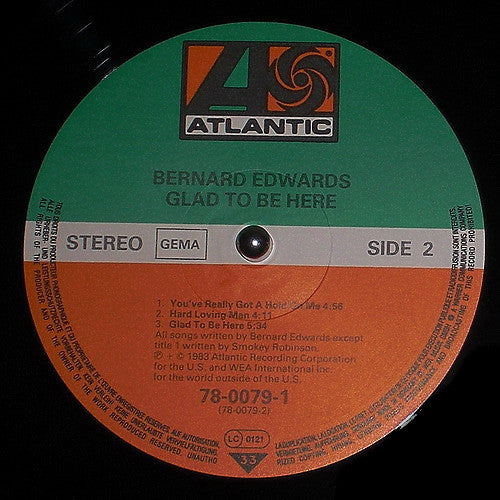 ATLANTIC
BERNARD EDWARDS
GLAD TO BE HERE
STEREO GEMA SIDE 2
1. You've Really Got A Hold On Me 4:56
2. Hard Loving Man 4:11
3. Glad To Be Here 5:34
All songs written by Bernard Edwards except
title 1 written by Smokey Robinson.
℗ + © 1983 Atlantic Recording Corporation
for the U.S. and WEA International Inc.
for the world outside of the U.S.
78-0079-1
(78-0079-2)
LC 0121
33